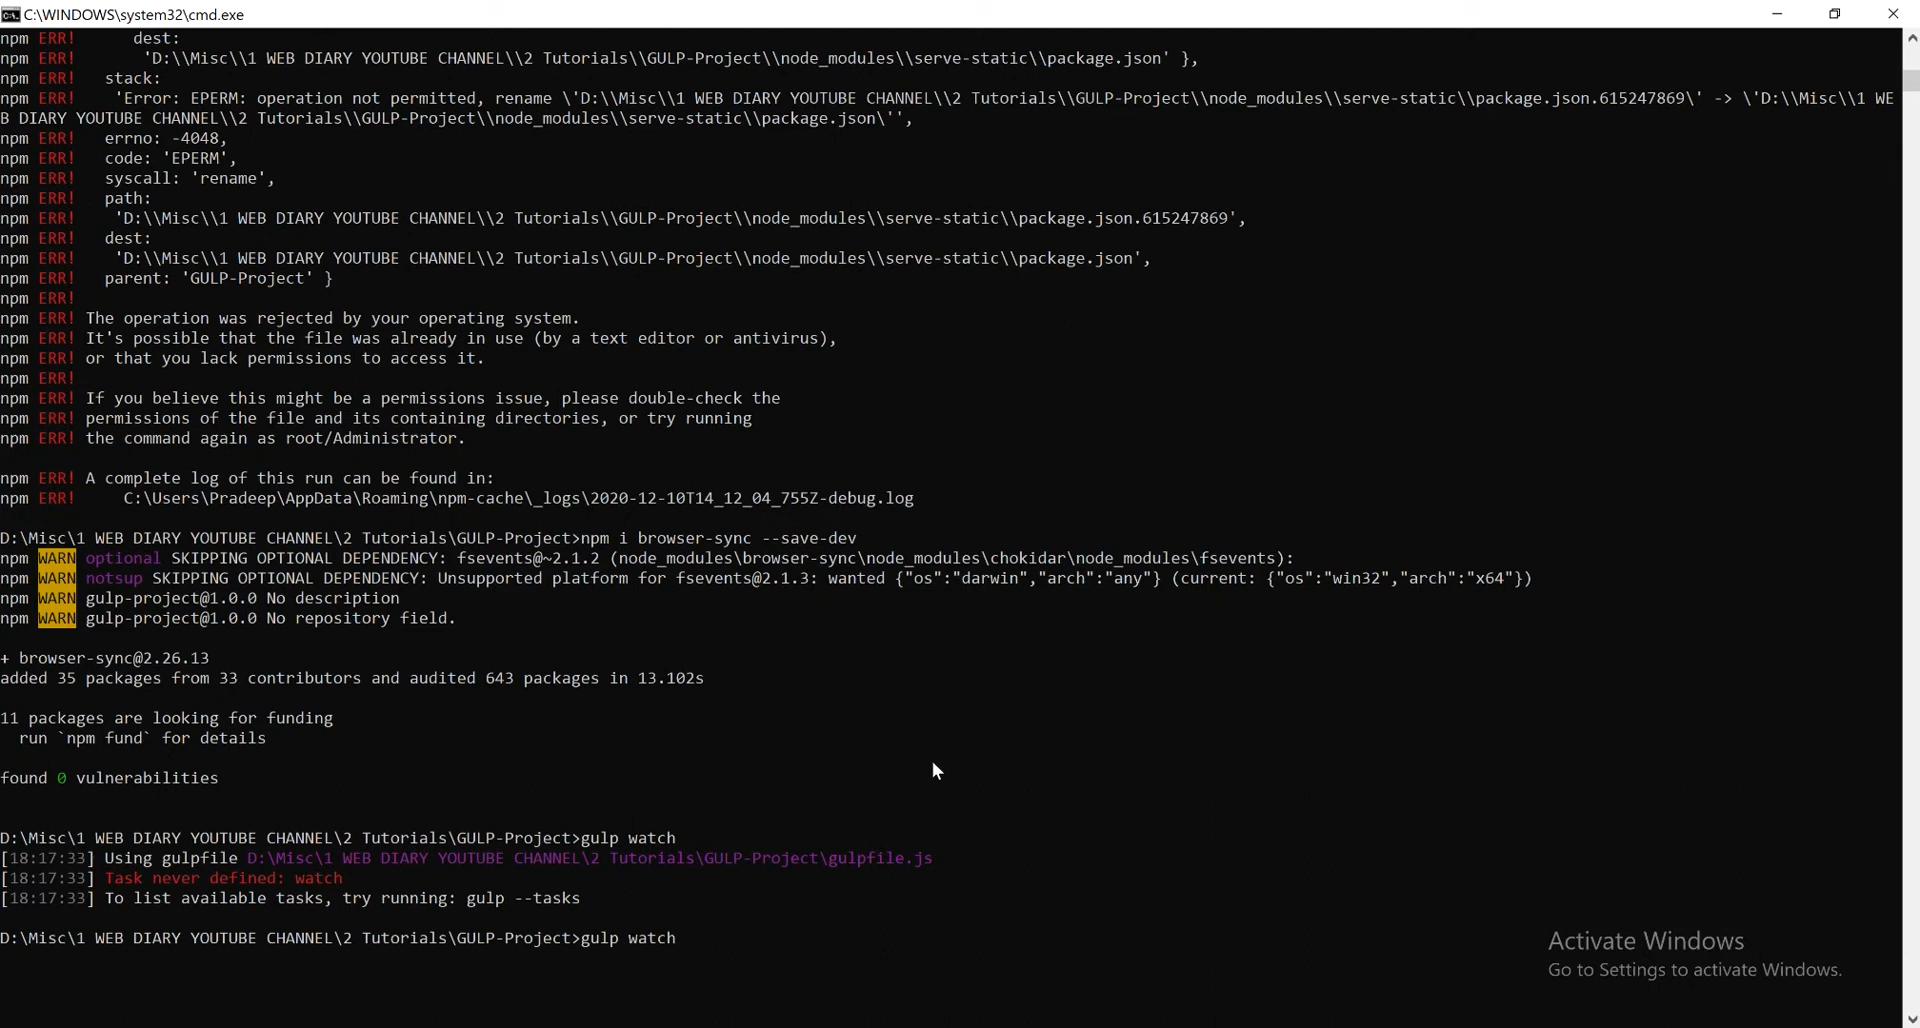 C:\WINDOWS\system32\cmd.exe
npm ERR!      dest:
npm ERR!       'D:\\Misc\\1 WEB DIARY YOUTUBE CHANNEL\\2 Tutorials\\GULP-Project\\node_modules\\serve-static\\package.json' },
npm ERR!   stack:
npm ERR!    'Error: EPERM: operation not permitted, rename \'D:\\Misc\\1 WEB DIARY YOUTUBE CHANNEL\\2 Tutorials\\GULP-Project\\node_modules\\serve-static\\package.json.615247869\' -> \'D:\\Misc\\1 WE
B DIARY YOUTUBE CHANNEL\\2 Tutorials\\GULP-Project\\node_modules\\serve-static\\package.json\'',
npm ERR!   errno: -4048,
npm ERR!   code: 'EPERM',
npm ERR!   syscall: 'rename',
npm ERR!   path:
npm ERR!    'D:\\Misc\\1 WEB DIARY YOUTUBE CHANNEL\\2 Tutorials\\GULP-Project\\node_modules\\serve-static\\package.json.615247869',
npm ERR!   dest:
npm ERR!    'D:\\Misc\\1 WEB DIARY YOUTUBE CHANNEL\\2 Tutorials\\GULP-Project\\node_modules\\serve-static\\package.json',
npm ERR!   parent: 'GULP-Project' }
npm ERR!
npm ERR! The operation was rejected by your operating system.
npm ERR! It's possible that the file was already in use (by a text editor or antivirus),
npm ERR! or that you lack permissions to access it.
npm ERR!
npm ERR! If you believe this might be a permissions issue, please double-check the
npm ERR! permissions of the file and its containing directories, or try running
npm ERR! the command again as root/Administrator.
npm ERR! A complete log of this run can be found in:
npm ERR!     C:\Users\Pradeep\AppData\Roaming\npm-cache\_logs\2020-12-10T14_12_04_755Z-debug.log
D:\Misc\1 WEB DIARY YOUTUBE CHANNEL\2 Tutorials\GULP-Project>npm i browser-sync --save-dev
npm WARN optional SKIPPING OPTIONAL DEPENDENCY: fsevents@~2.1.2 (node_modules\browser-sync\node_modules\chokidar\node_modules\fsevents):
npm WARN notsup SKIPPING OPTIONAL DEPENDENCY: Unsupported platform for fsevents@2.1.3: wanted {"os":"darwin","arch":"any"} (current: {"os":"win32","arch":"x64"})
npm WARN gulp-project@1.0.0 No description
npm WARN gulp-project@1.0.0 No repository field.
+ browser-sync@2.26.13
added 35 packages from 33 contributors and audited 643 packages in 13.102s
11 packages are looking for funding
  run `npm fund` for details
found 0 vulnerabilities
D:\Misc\1 WEB DIARY YOUTUBE CHANNEL\2 Tutorials\GULP-Project>gulp watch
[18:17:33] Using gulpfile D:\Misc\1 WEB DIARY YOUTUBE CHANNEL\2 Tutorials\GULP-Project\gulpfile.js
[18:17:33] Task never defined: watch
[18:17:33] To list available tasks, try running: gulp --tasks
D:\Misc\1 WEB DIARY YOUTUBE CHANNEL\2 Tutorials\GULP-Project>gulp watch
Activate Windows
Go to Settings to activate Windows.